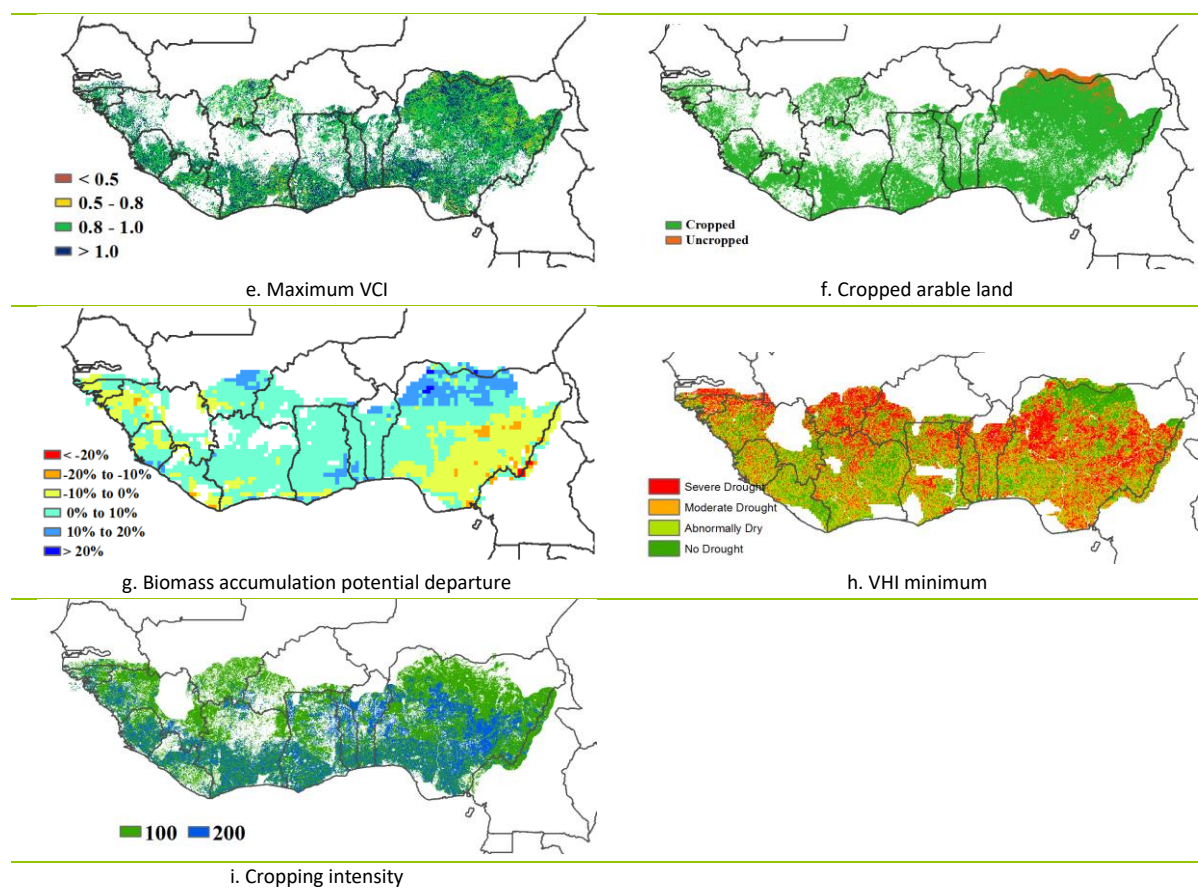 < 0.5
0.5 - 0.8
0.8 - 1.0
> 1.0
e. Maximum VCI
Cropped
Uncropped
f. Cropped arable land
< -20%
-20% to -10%
-10% to 0%
0% to 10%
10% to 20%
> 20%
g. Biomass accumulation potential departure
Severe Drought
Moderate Drought
Abnormally Dry
No Drought
h. VHI minimum
100 200
i. Cropping intensity